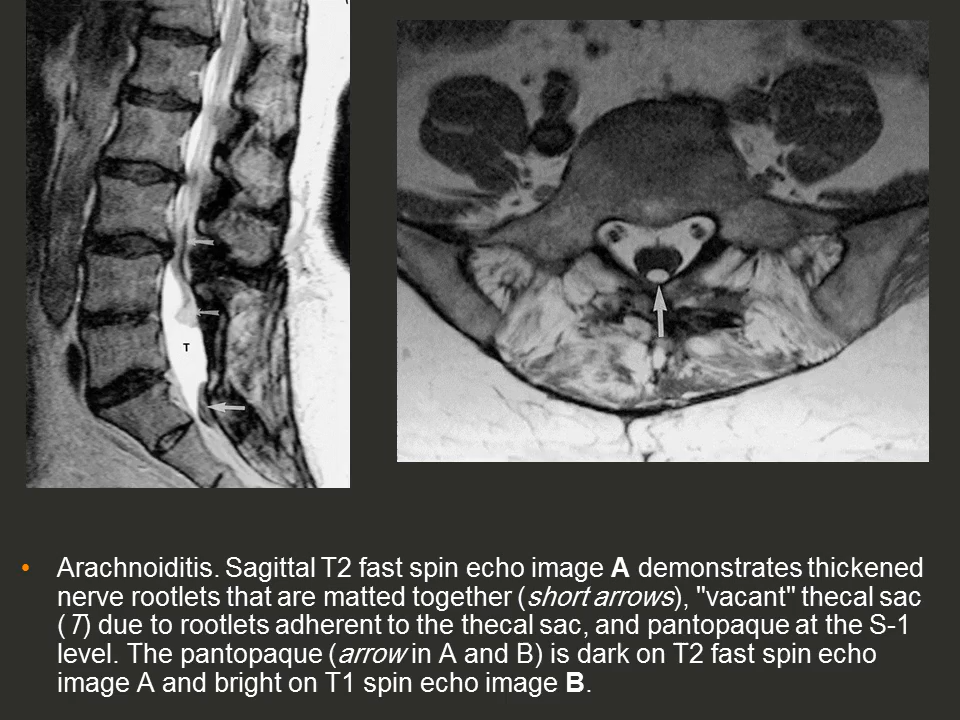 T
• Arachnoiditis. Sagittal T2 fast spin echo image A demonstrates thickened
nerve rootlets that are matted together (short arrows), "vacant" thecal sac
(T) due to rootlets adherent to the thecal sac, and pantopaque at the S-1
level. The pantopaque (arrow in A and B) is dark on T2 fast spin echo
image A and bright on T1 spin echo image B.